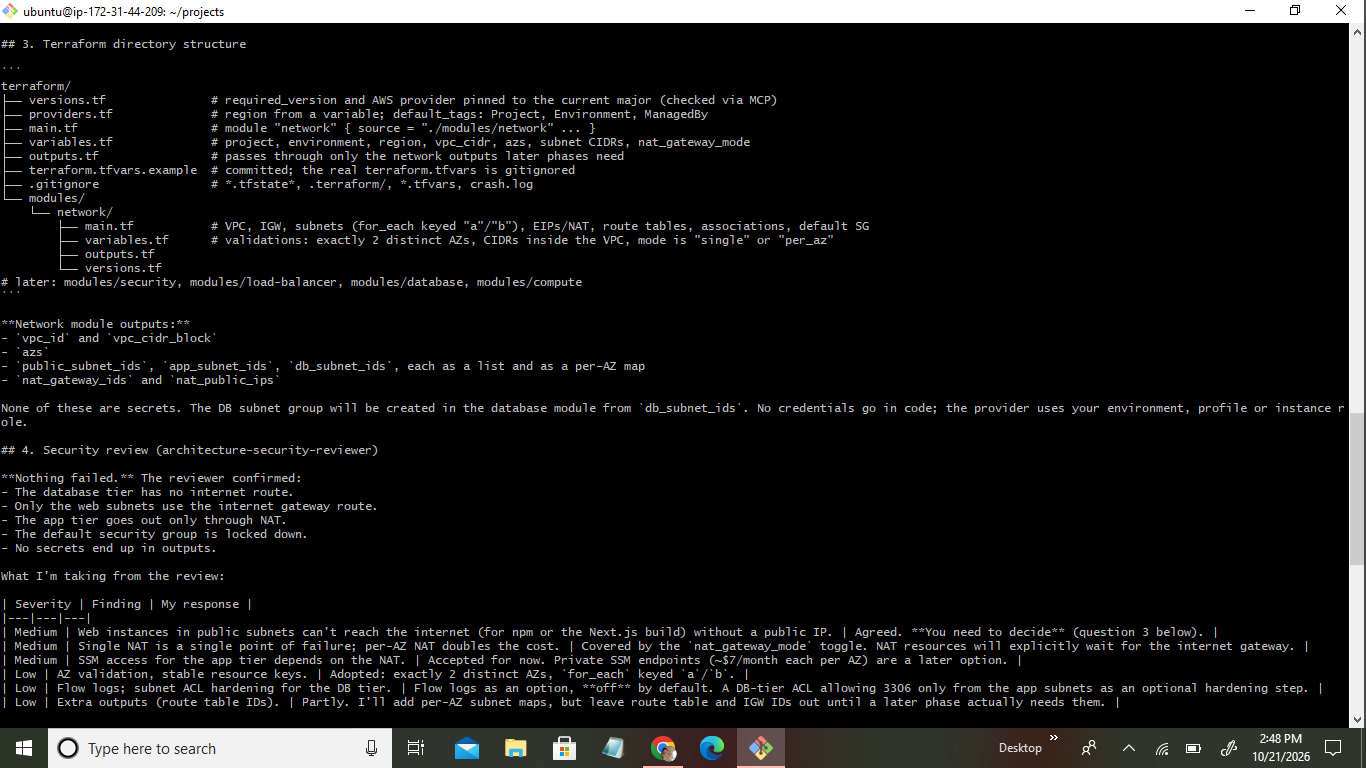 ubuntu@ip-172-31-44-209: ~/projects
## 3. Terraform directory structure
```
terraform/
├── versions.tf # required_version and AWS provider pinned to the current major (checked via MCP)
├── providers.tf # region from a variable; default_tags: Project, Environment, ManagedBy
├── main.tf # module "network" { source = "./modules/network" ... }
├── variables.tf # project, environment, region, vpc_cidr, azs, subnet CIDRs, nat_gateway_mode
├── outputs.tf # passes through only the network outputs later phases need
├── terraform.tfvars.example # committed; the real terraform.tfvars is gitignored
├── .gitignore # *.tfstate*, .terraform/, *.tfvars, crash.log
└── modules/
    └── network/
        ├── main.tf # VPC, IGW, subnets (for_each keyed "a"/"b"), EIPs/NAT, route tables, associations, default SG
        ├── variables.tf # validations: exactly 2 distinct AZs, CIDRs inside the VPC, mode is "single" or "per_az"
        ├── outputs.tf
        └── versions.tf
# later: modules/security, modules/load-balancer, modules/database, modules/compute
```
**Network module outputs:**
- `vpc_id` and `vpc_cidr_block`
- `azs`
- `public_subnet_ids`, `app_subnet_ids`, `db_subnet_ids`, each as a list and as a per-AZ map
- `nat_gateway_ids` and `nat_public_ips`
None of these are secrets. The DB subnet group will be created in the database module from `db_subnet_ids`. No credentials go in code; the provider uses your environment, profile or instance r
ole.
## 4. Security review (architecture-security-reviewer)
**Nothing failed.** The reviewer confirmed:
- The database tier has no internet route.
- Only the web subnets use the internet gateway route.
- The app tier goes out only through NAT.
- The default security group is locked down.
- No secrets end up in outputs.
What I'm taking from the review:
| Severity | Finding | My response |
|---|---|---|
| Medium | Web instances in public subnets can't reach the internet (for npm or the Next.js build) without a public IP. | Agreed. **You need to decide** (question 3 below). |
| Medium | Single NAT is a single point of failure; per-AZ NAT doubles the cost. | Covered by the `nat_gateway_mode` toggle. NAT resources will explicitly wait for the internet gateway. |
| Medium | SSM access for the app tier depends on the NAT. | Accepted for now. Private SSM endpoints (~$7/month each per AZ) are a later option. |
| Low | AZ validation, stable resource keys. | Adopted: exactly 2 distinct AZs, `for_each` keyed `a`/`b`. |
| Low | Flow logs; subnet ACL hardening for the DB tier. | Flow logs as an option, **off** by default. A DB-tier ACL allowing 3306 only from the app subnets as an optional hardening step. |
| Low | Extra outputs (route table IDs). | Partly. I'll add per-AZ subnet maps, but leave route table and IGW IDs out until a later phase actually needs them. |
Type here to search
Desktop
2:48 PM
10/21/2026